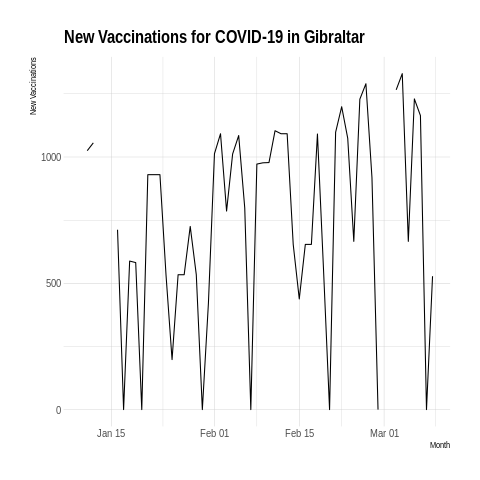 New Vaccinations for COVID-19 in Gibraltar
New Vaccinations
1000
500
0
Jan 15
Feb 01
Feb 15
Mar 01
Month